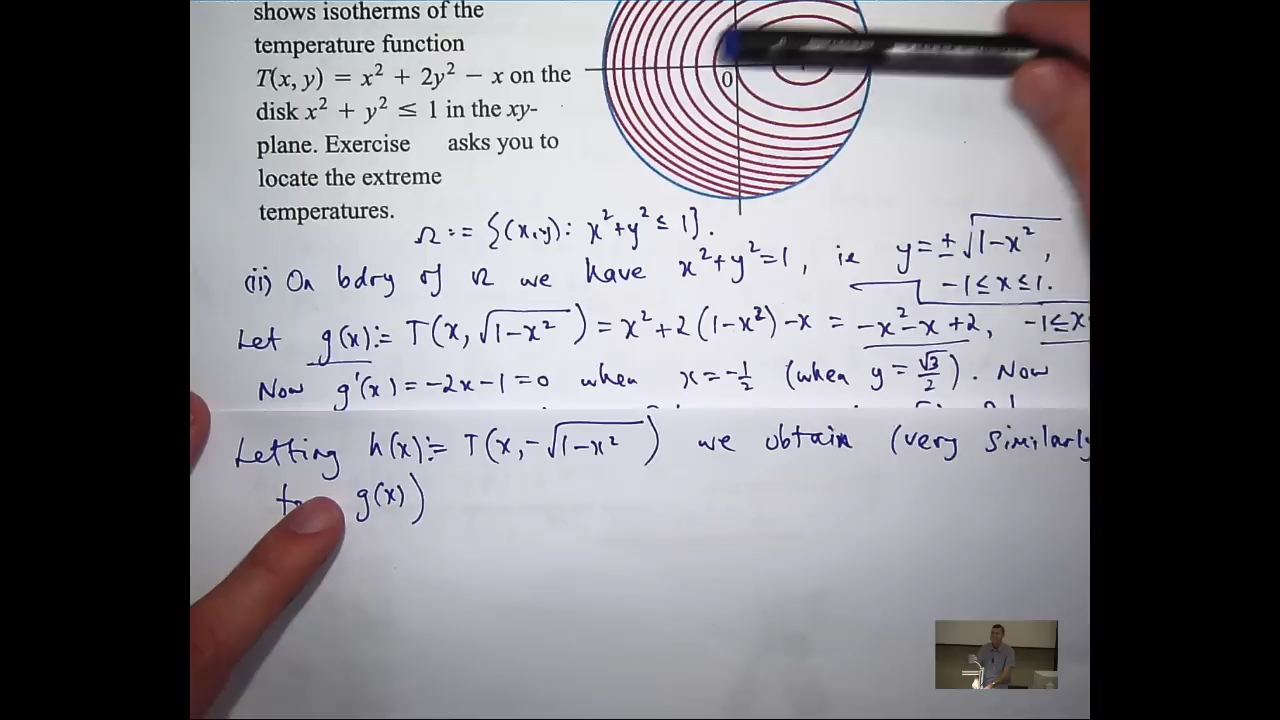 shows isotherms of the
temperature function
T(x, y) = x² + 2y² − x on the
disk x² + y² ≤ 1 in the xy-
plane. Exercise asks you to
locate the extreme
temperatures.
0
Ω := {(x,y): x²+y² ≤ 1}.
(ii) On bdry of Ω we have x²+y²=1, ie y = ±√(1−x²),
−1 ≤ x ≤ 1.
Let g(x) := T(x, √(1−x²)) = x²+2(1−x²)−x = −x²−x+2, −1≤x
Now g'(x) = −2x−1=0 when x=−1/2 (when y = √3/2). Now
Letting h(x) := T(x, −√(1−x²)) we obtain (very similarly
g(x))